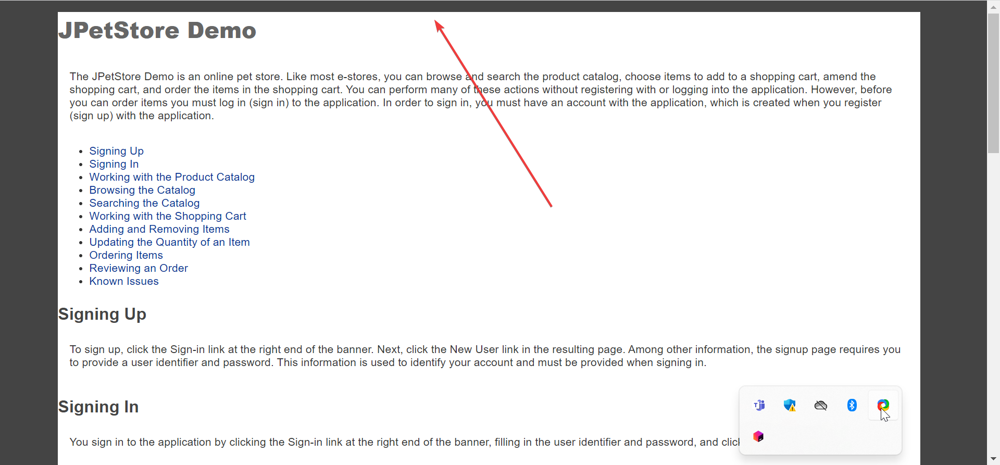 JPetStore Demo
The JPetStore Demo is an online pet store. Like most e-stores, you can browse and search the product catalog, choose items to add to a shopping cart, amend the
shopping cart, and order the items in the shopping cart. You can perform many of these actions without registering with or logging into the application. However, before
you can order items you must log in (sign in) to the application. In order to sign in, you must have an account with the application, which is created when you register
(sign up) with the application.
• Signing Up
• Signing In
• Working with the Product Catalog
• Browsing the Catalog
• Searching the Catalog
• Working with the Shopping Cart
• Adding and Removing Items
• Updating the Quantity of an Item
• Ordering Items
• Reviewing an Order
• Known Issues
Signing Up
To sign up, click the Sign-in link at the right end of the banner. Next, click the New User link in the resulting page. Among other information, the signup page requires you
to provide a user identifier and password. This information is used to identify your account and must be provided when signing in.
Signing In
You sign in to the application by clicking the Sign-in link at the right end of the banner, filling in the user identifier and password, and